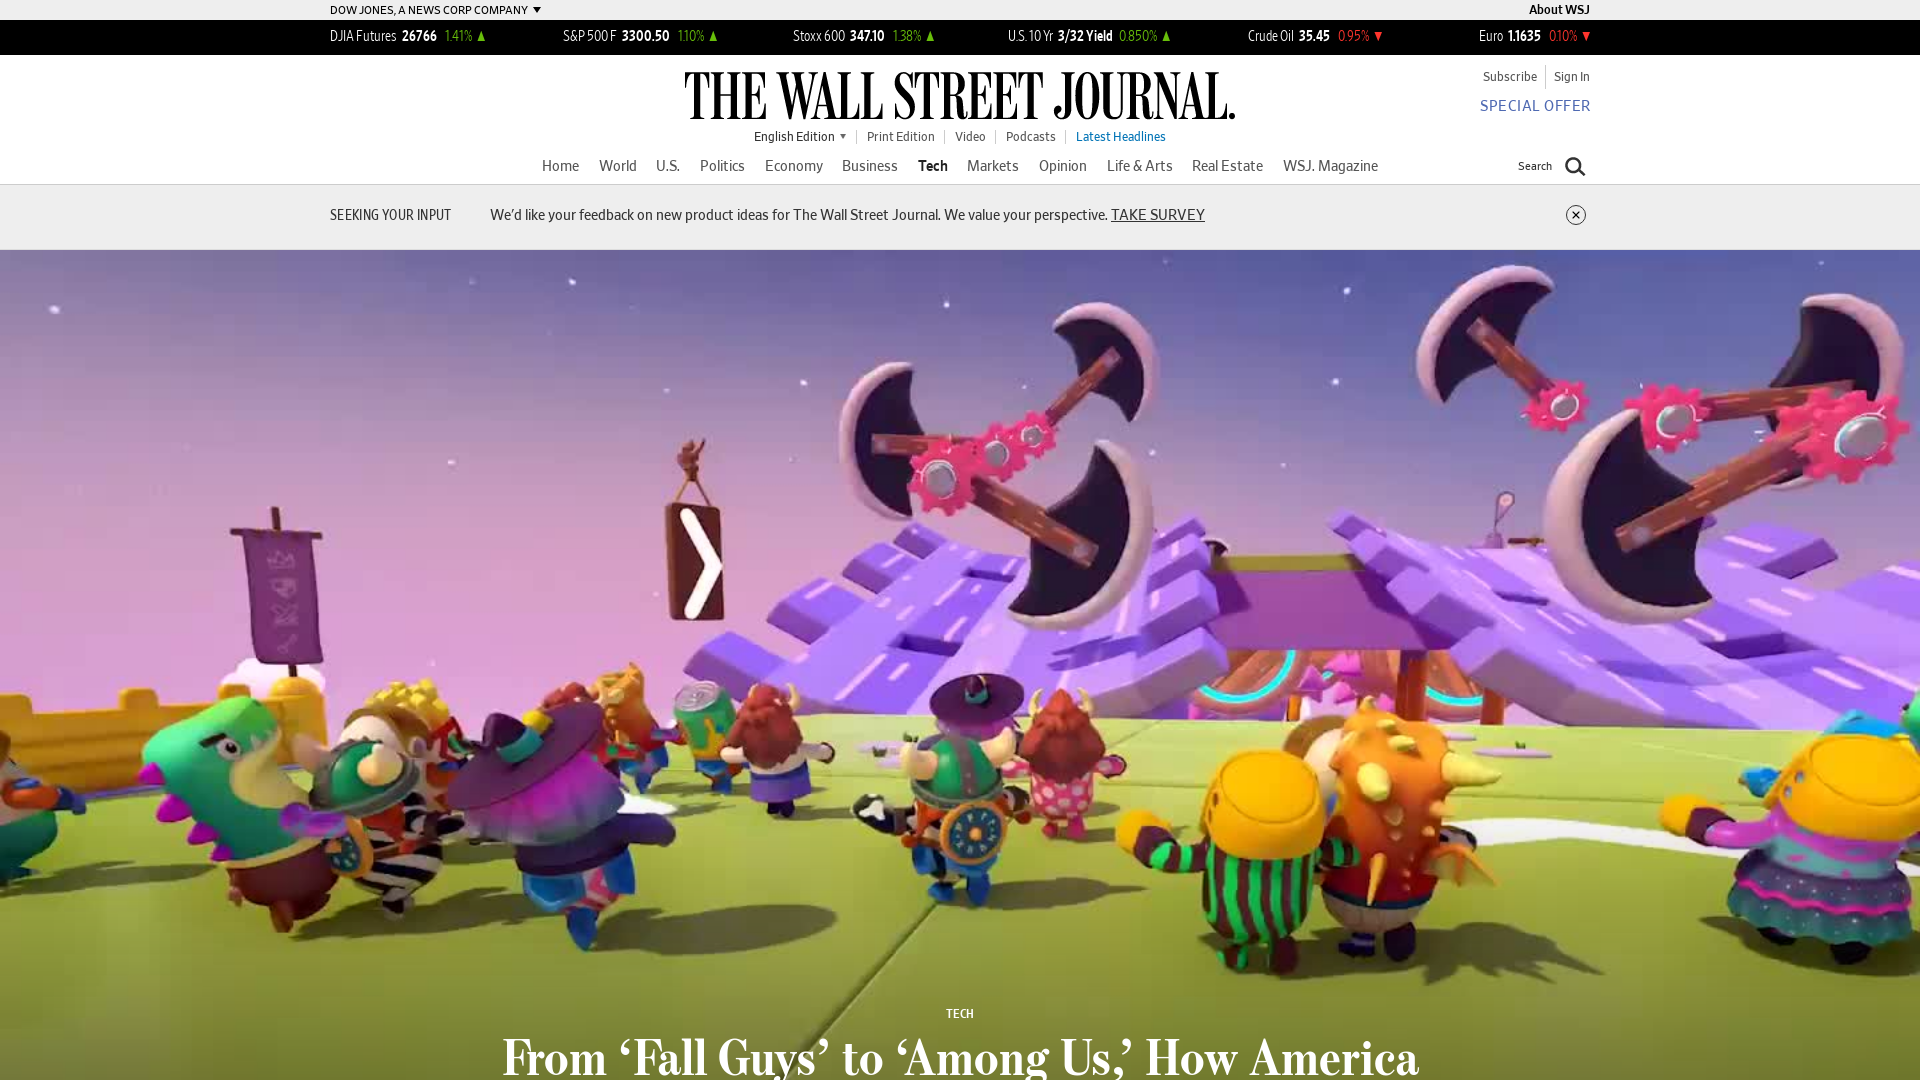 DOW JONES, A NEWS CORP COMPANY
About WSJ
DJIA Futures 26766 1.41%
S&P 500 F 3300.50 1.10%
Stoxx 600 347.10 1.38%
U.S. 10 Yr 3/32 Yield 0.850%
Crude Oil 35.45 0.95%
Euro 1.1635 0.10%
THE WALL STREET JOURNAL.
Subscribe
Sign In
SPECIAL OFFER
English Edition
Print Edition
Video
Podcasts
Latest Headlines
Home
World
U.S.
Politics
Economy
Business
Tech
Markets
Opinion
Life & Arts
Real Estate
WSJ. Magazine
Search
SEEKING YOUR INPUT
We’d like your feedback on new product ideas for The Wall Street Journal. We value your perspective. TAKE SURVEY
TECH
From ‘Fall Guys’ to ‘Among Us,’ How America